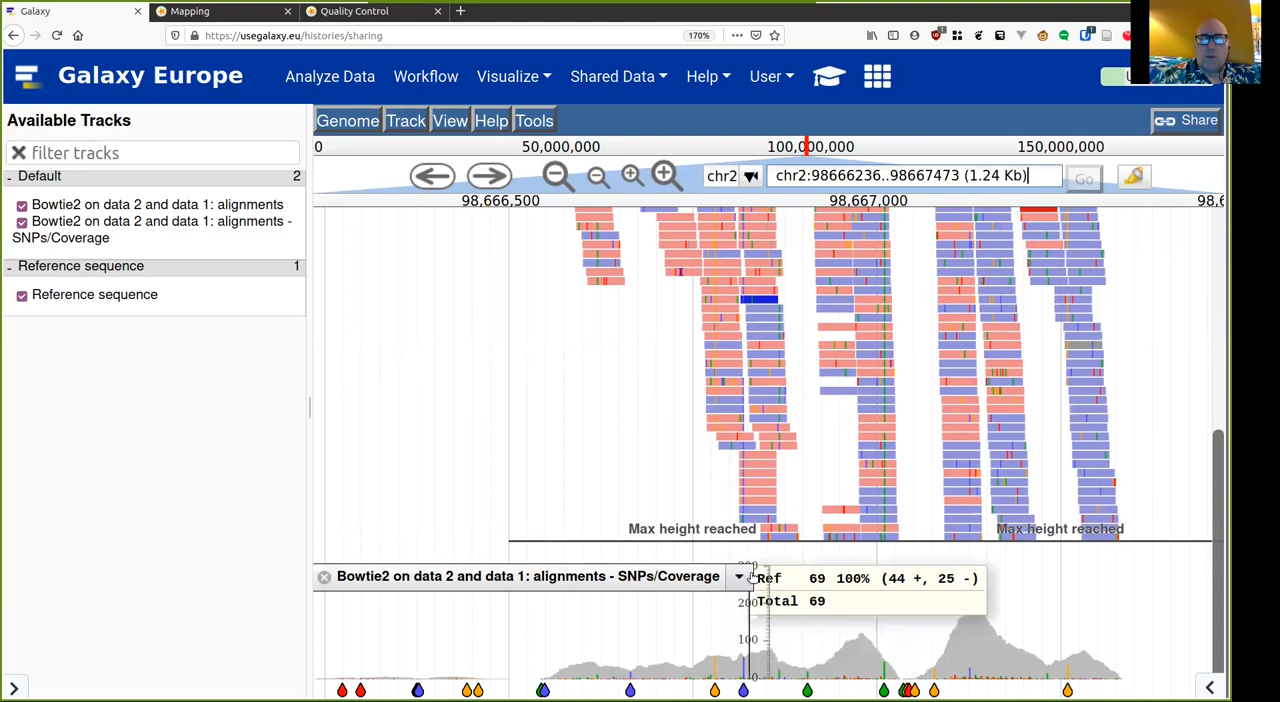 Galaxy
Mapping
Quality Control
https://usegalaxy.eu/histories/sharing
170%
Galaxy Europe
Analyze Data
Workflow
Visualize
Shared Data
Help
User
Available Tracks
filter tracks
Default 2
Bowtie2 on data 2 and data 1: alignments
Bowtie2 on data 2 and data 1: alignments -
SNPs/Coverage
Reference sequence 1
Reference sequence
Genome Track View Help Tools
Share
0 50,000,000 100,000,000 150,000,000
chr2 chr2:98666236..98667473 (1.24 Kb) Go
98,666,500 98,667,000
Max height reached Max height reached
Bowtie2 on data 2 and data 1: alignments - SNPs/Coverage
Ref 69 100% (44 +, 25 -)
Total 69
100
0